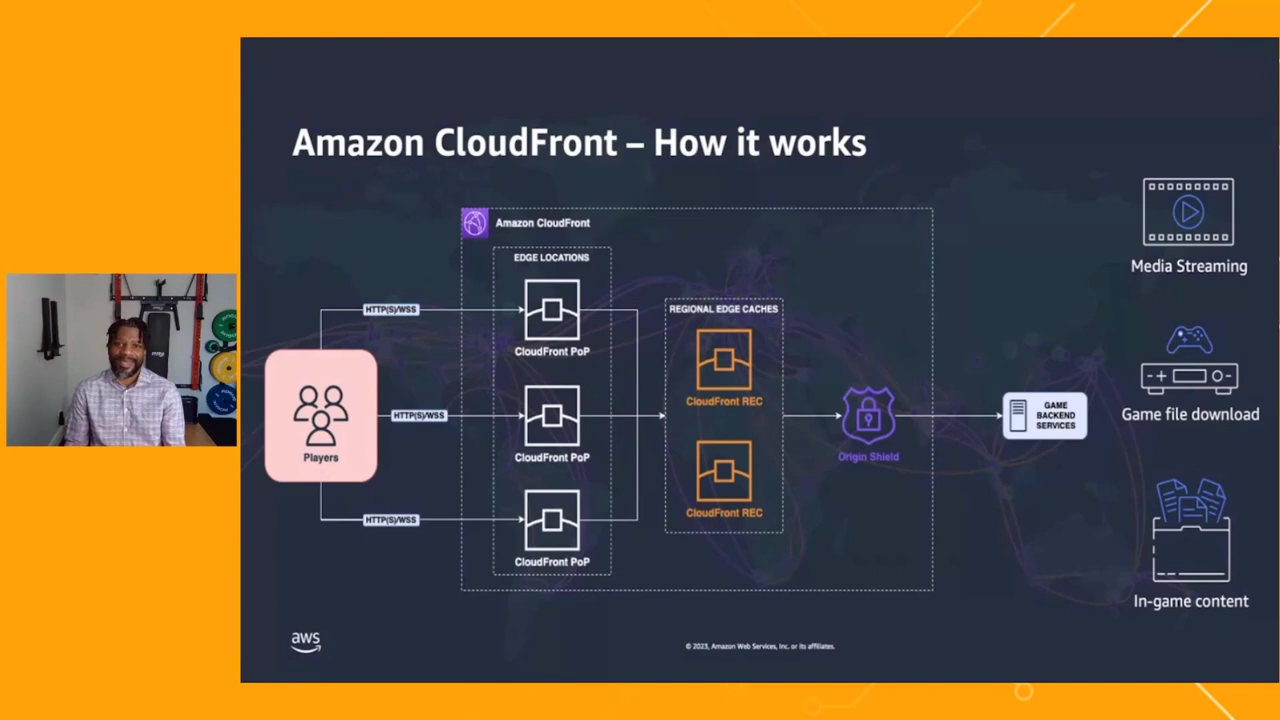 Amazon CloudFront – How it works
Amazon CloudFront
EDGE LOCATIONS
HTTP(S)/WSS
CloudFront PoP
REGIONAL EDGE CACHES
CloudFront REC
Players
HTTP(S)/WSS
CloudFront PoP
Origin Shield
GAME
BACKEND
SERVICES
HTTP(S)/WSS
CloudFront PoP
CloudFront REC
Media Streaming
Game file download
In-game content
aws
© 2023, Amazon Web Services, Inc. or its affiliates.